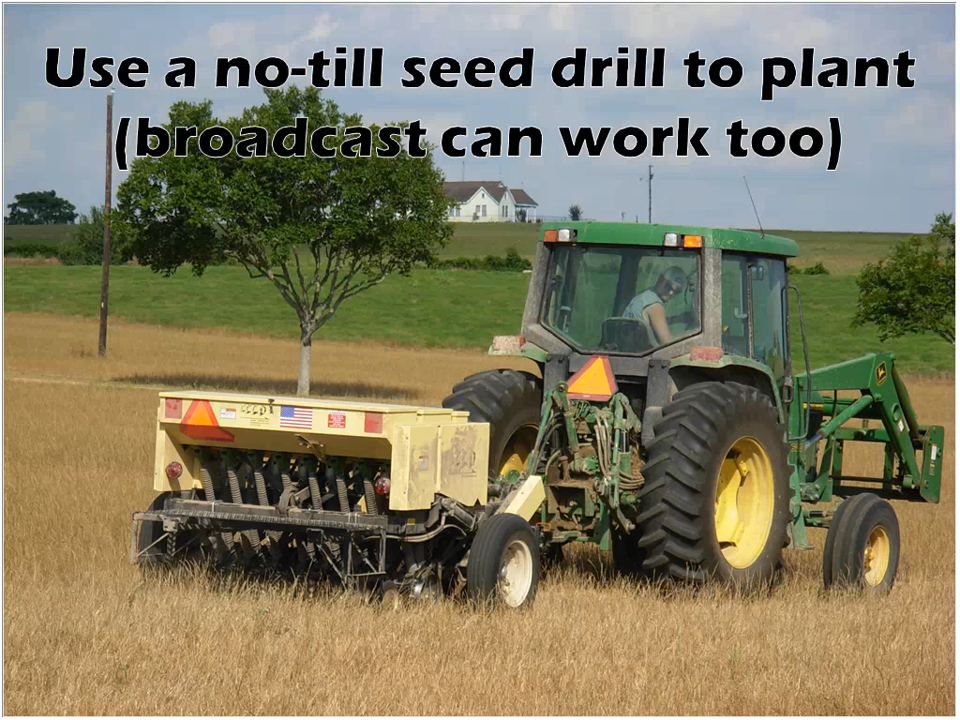 Use a no-till seed drill to plant
(broadcast can work too)